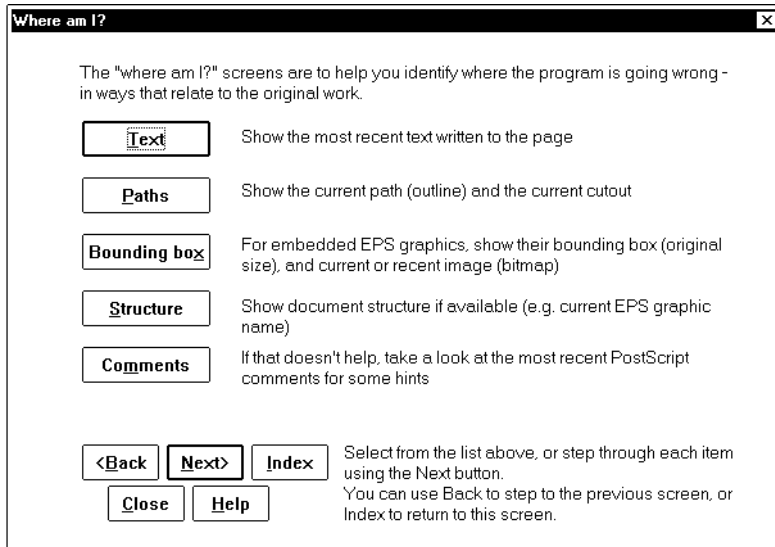 Where am I?
The "where am I?" screens are to help you identify where the program is going wrong -
in ways that relate to the original work.
Text
Show the most recent text written to the page
Paths
Show the current path (outline) and the current cutout
Bounding box
For embedded EPS graphics, show their bounding box (original
size), and current or recent image (bitmap)
Structure
Show document structure if available (e.g. current EPS graphic
name)
Comments
If that doesn't help, take a look at the most recent PostScript
comments for some hints
<Back Next> Index
Close Help
Select from the list above, or step through each item
using the Next button.
You can use Back to step to the previous screen, or
Index to return to this screen.